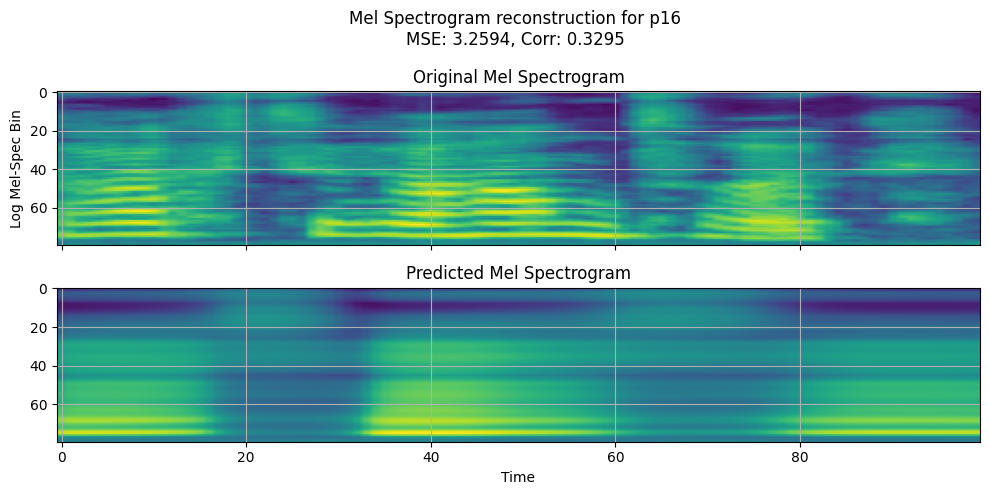 Mel Spectrogram reconstruction for p16
MSE: 3.2594, Corr: 0.3295
Original Mel Spectrogram
Log Mel-Spec Bin
0
20
40
60
Predicted Mel Spectrogram
0
20
40
60
0 20 40 60 80
Time